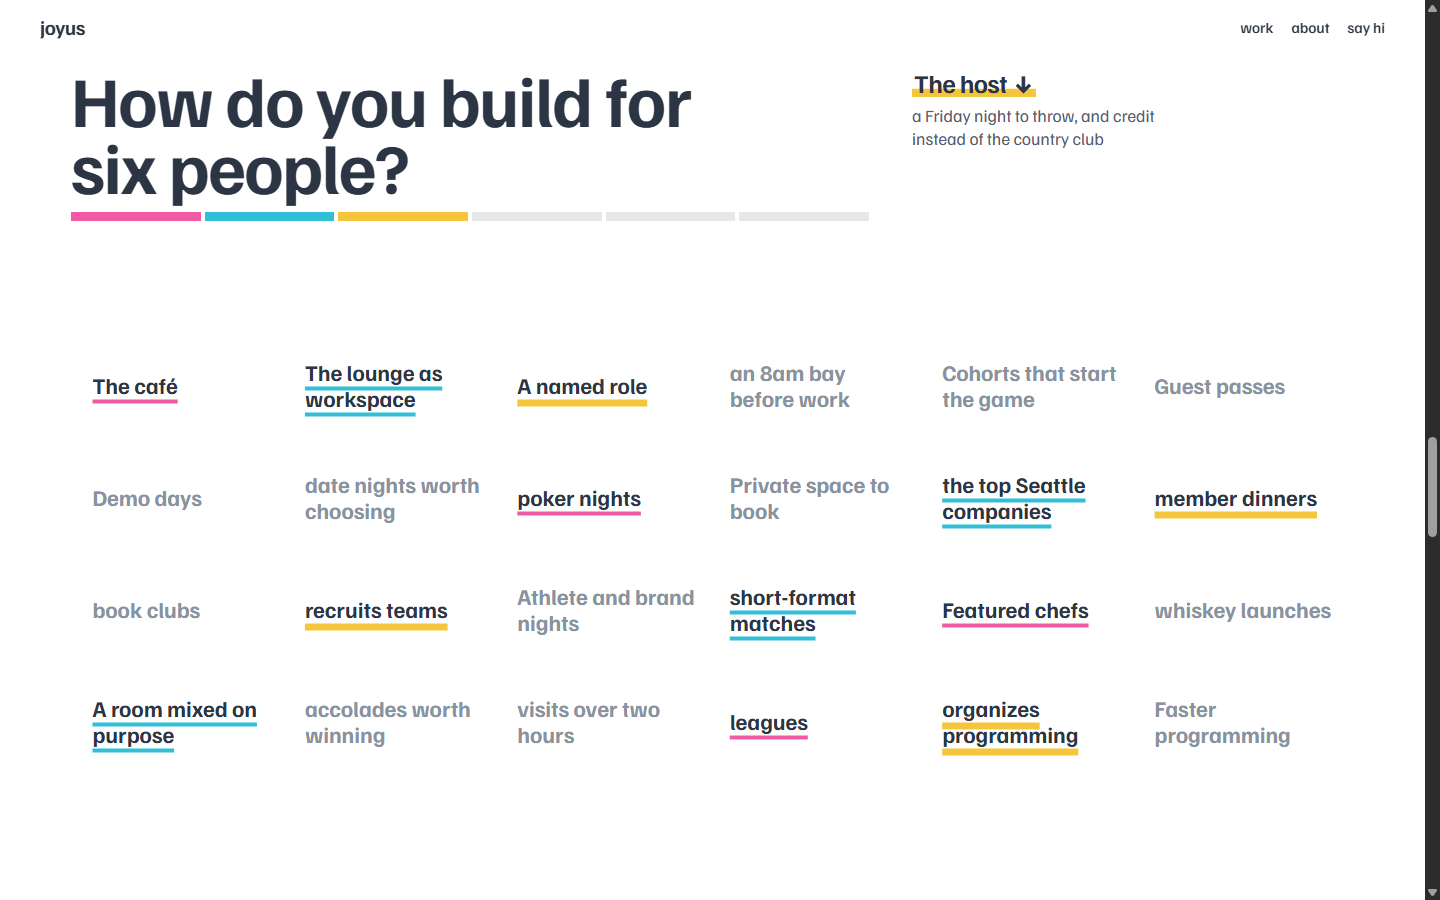 joyus
work about say hi
How do you build for
six people?
The host ↓
a Friday night to throw, and credit
instead of the country club
The café
The lounge as
workspace
A named role
an 8am bay
before work
Cohorts that start
the game
Guest passes
Demo days
date nights worth
choosing
poker nights
Private space to
book
the top Seattle
companies
member dinners
book clubs
recruits teams
Athlete and brand
nights
short-format
matches
Featured chefs
whiskey launches
A room mixed on
purpose
accolades worth
winning
visits over two
hours
leagues
organizes
programming
Faster
programming